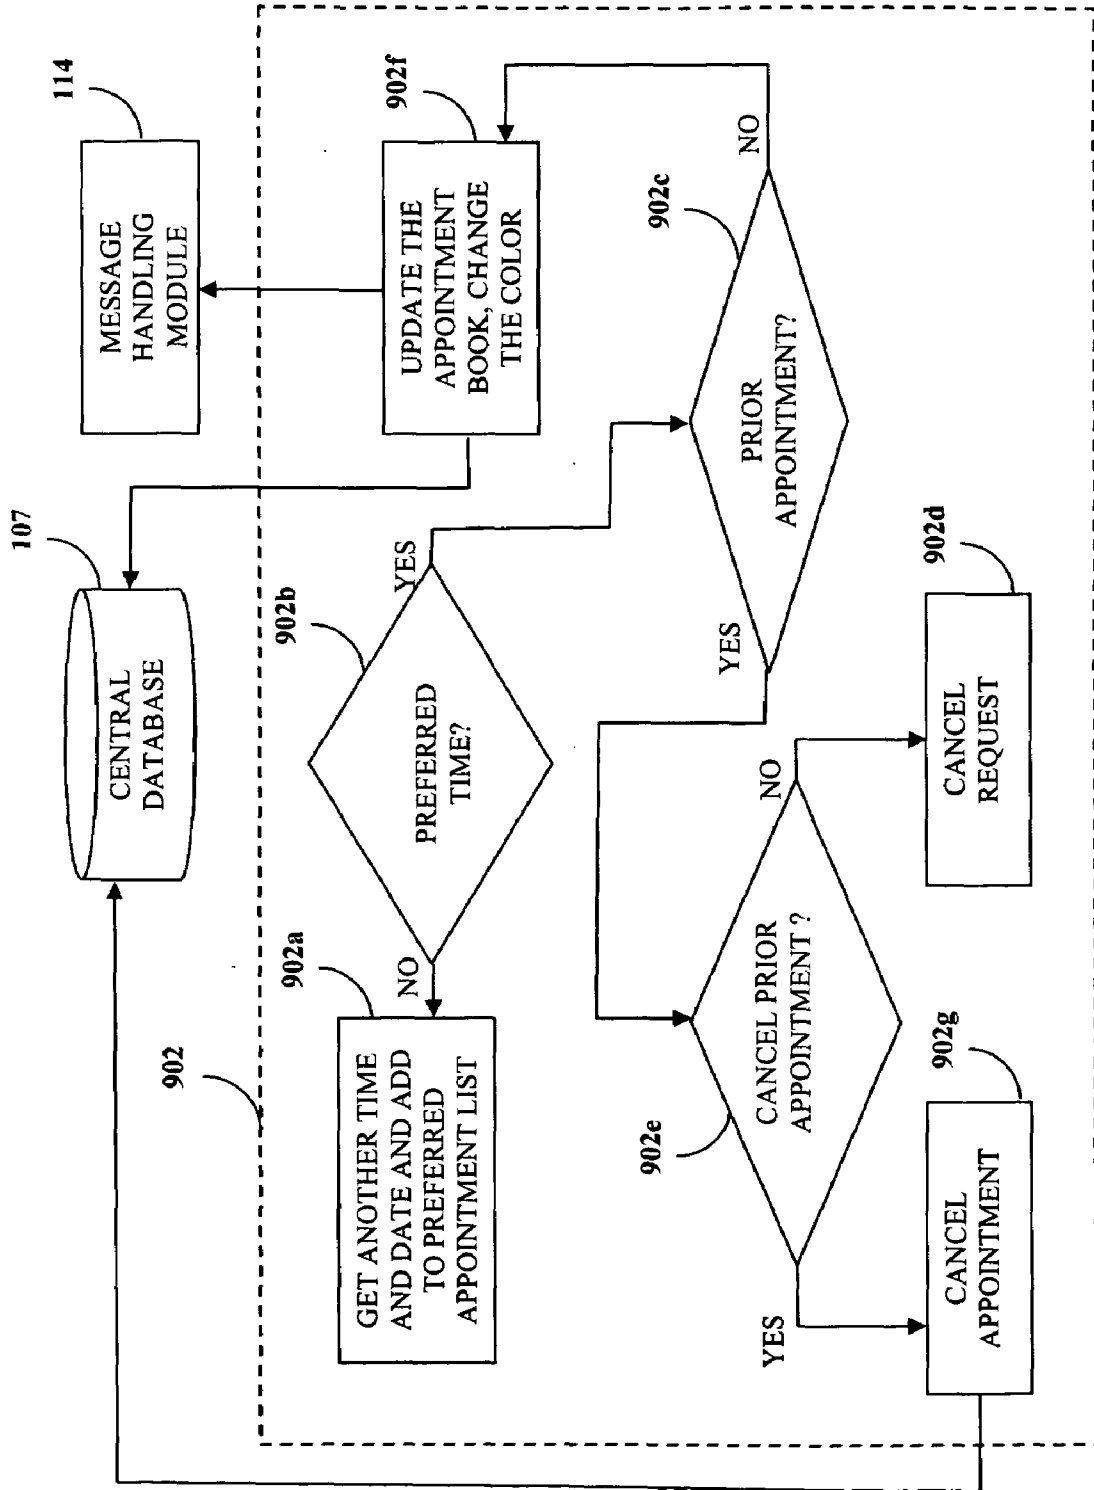 107
CENTRAL
DATABASE
114
MESSAGE
HANDLING
MODULE
902
902a
GET ANOTHER TIME
AND DATE AND ADD
TO PREFERRED
APPOINTMENT LIST
NO
902b
PREFERRED
TIME?
YES
902f
UPDATE THE
APPOINTMENT
BOOK, CHANGE
THE COLOR
902e
CANCEL PRIOR
APPOINTMENT ?
YES
NO
902c
PRIOR
APPOINTMENT?
YES
NO
902g
CANCEL
APPOINTMENT
902d
CANCEL
REQUEST